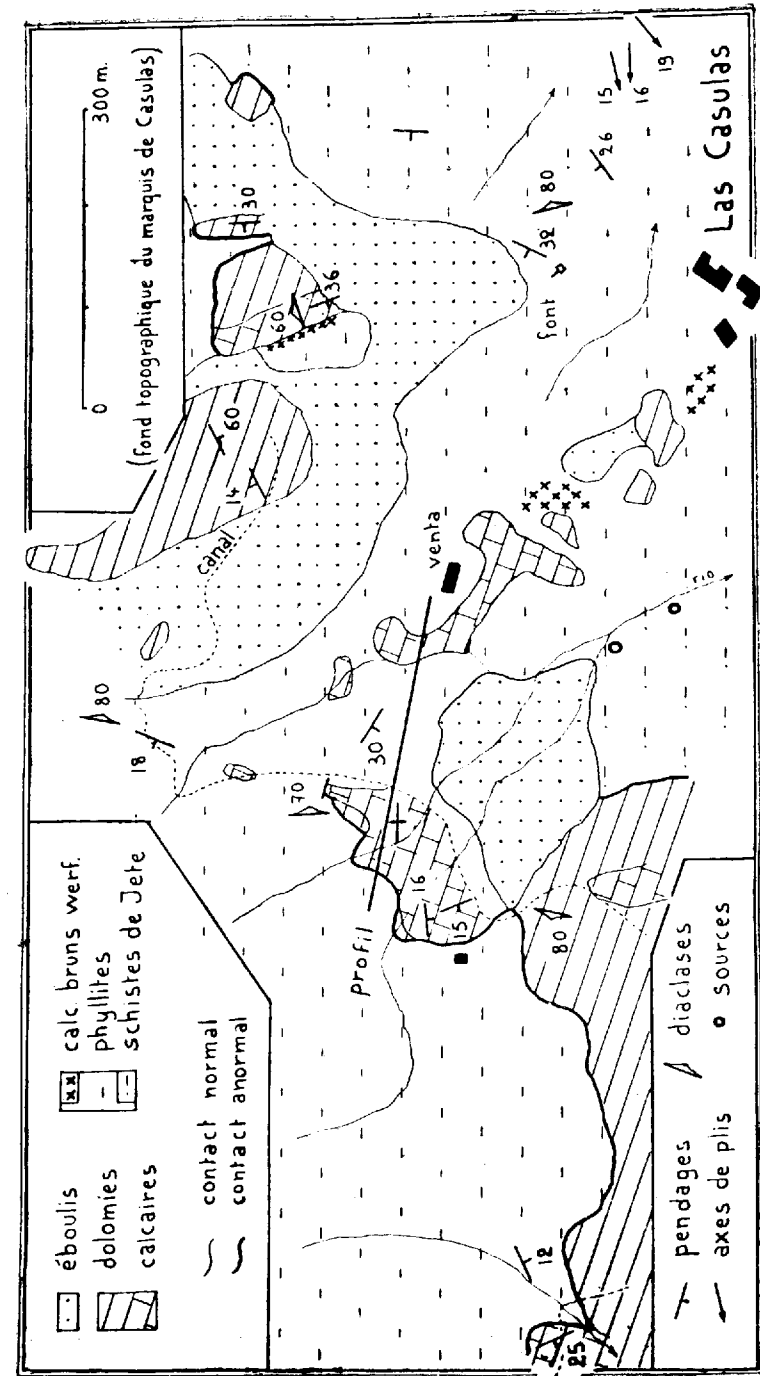 éboulis
dolomies
calcaires
calc. bruns werf.
phyllites
schistes de Jete
contact normal
contact anormal
0
300 m.
(fond topographique du marquis de Casulas)
80
18
canal
14
60
60
36
30
70
30
profil
16
15
venta
font
32
80
26
15
16
19
12
25
80
rio
Las Casulas
pendages
axes de plis
diaclases
sources